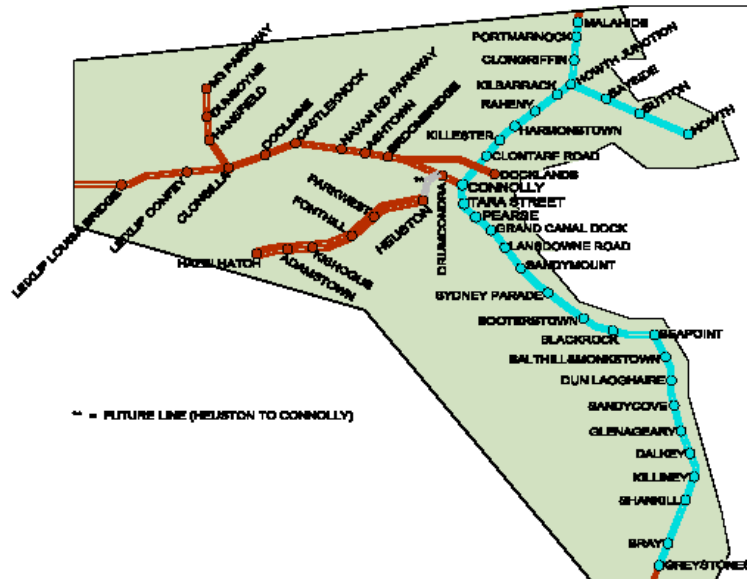 MALAHIDE
PORTMARNOCK
CLONGRIFFIN
HOWTH JUNCTION
KILBARRACK
BAYSIDE
SUTTON
HOWTH
RAHENY
HARMONSTOWN
KILLESTER
CLONTARF ROAD
DOCKLANDS
CONNOLLY
TARA STREET
PEARSE
GRAND CANAL DOCK
LANSDOWNE ROAD
SANDYMOUNT
SYDNEY PARADE
BOOTERSTOWN
BLACKROCK
SEAPOINT
SALTHILL&MONKSTOWN
DUN LAOGHAIRE
SANDYCOVE
GLENAGEARY
DALKEY
KILLINEY
SHANKILL
BRAY
GREYSTONES
M3 PARKWAY
DUNBOYNE
HANSFIELD
COOLMINE
CASTLEKNOCK
NAVAN RD PARKWAY
ASHTOWN
BROOMBRIDGE
DRUMCONDRA
**
CLONSILLA
LEIXLIP CONFEY
LEIXLIP LOUISA BRIDGE
HEUSTON
PARKWEST
FONTHILL
KISHOGUE
ADAMSTOWN
HAZELHATCH
** = FUTURE LINE (HEUSTON TO CONNOLLY)